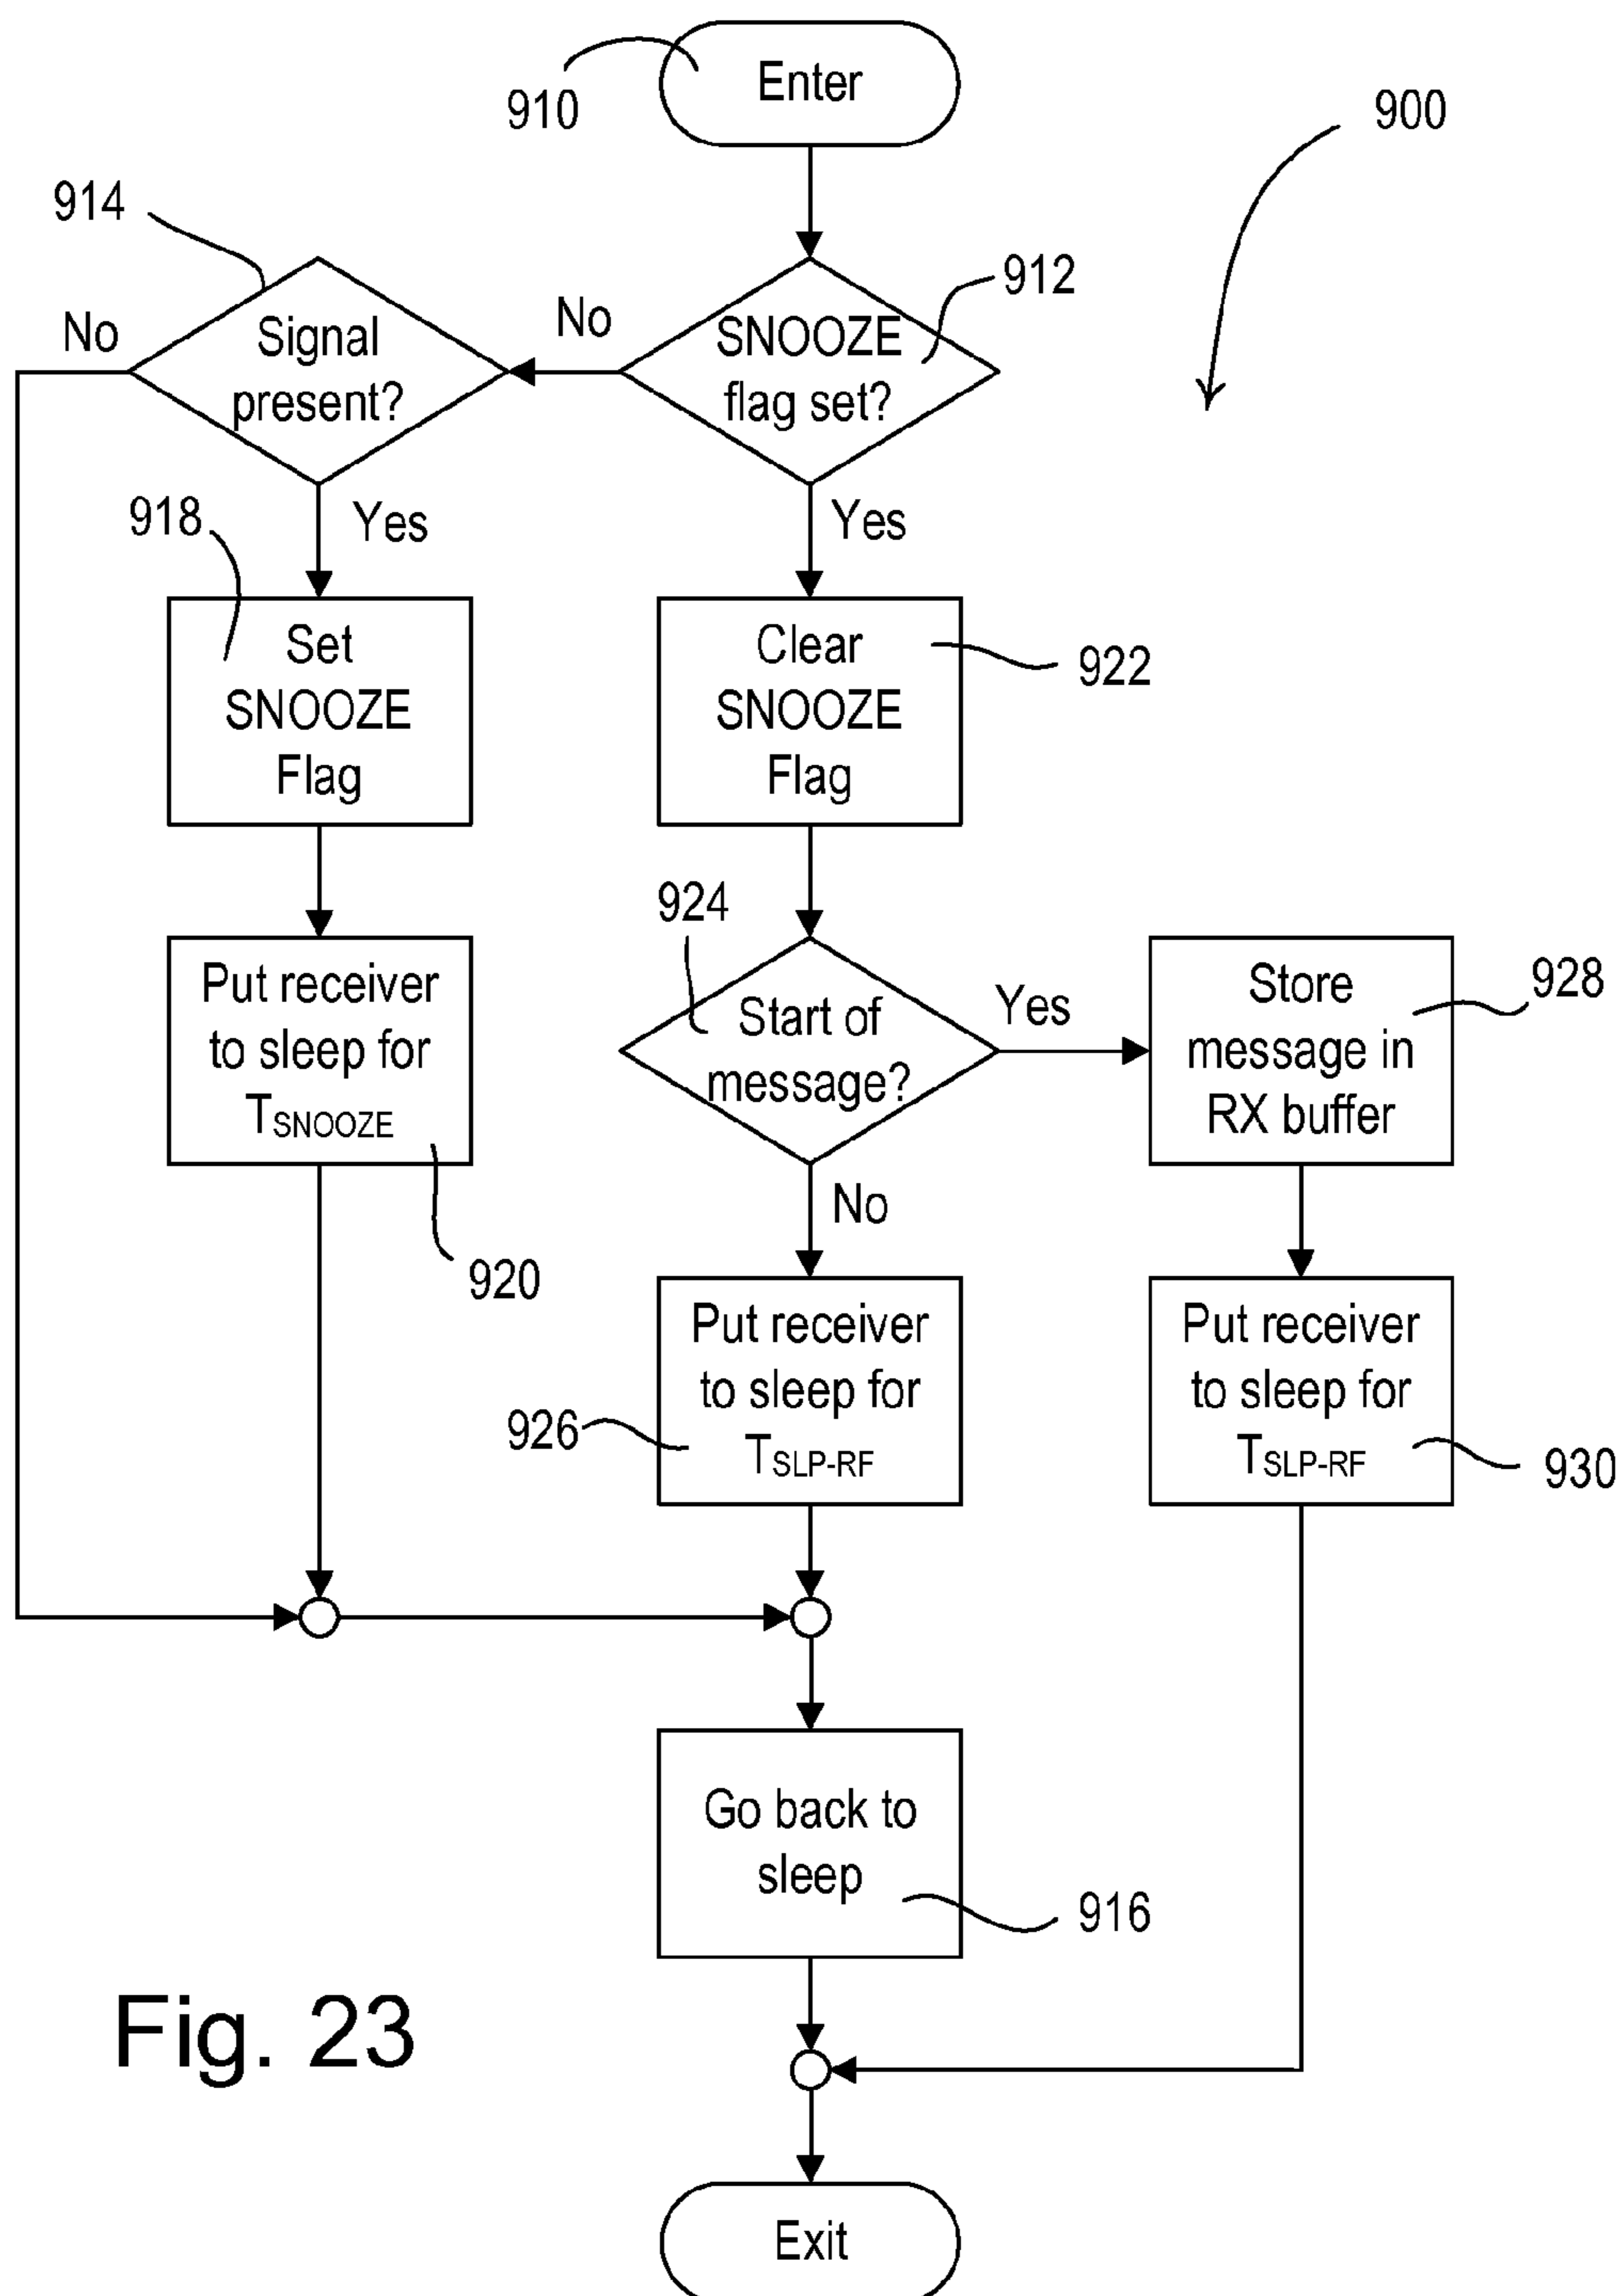 Enter
910
900
914
912
No
Signal
present?
No
SNOOZE
flag set?
918
Yes
Yes
Set
SNOOZE
Flag
Clear
SNOOZE
Flag
922
924
Put receiver
to sleep for
TSNOOZE
Start of
message?
Yes
Store
message in
RX buffer
928
No
920
Put receiver
to sleep for
TSLP-RF
926
Put receiver
to sleep for
TSLP-RF
930
Go back to
sleep
916
Fig. 23
Exit